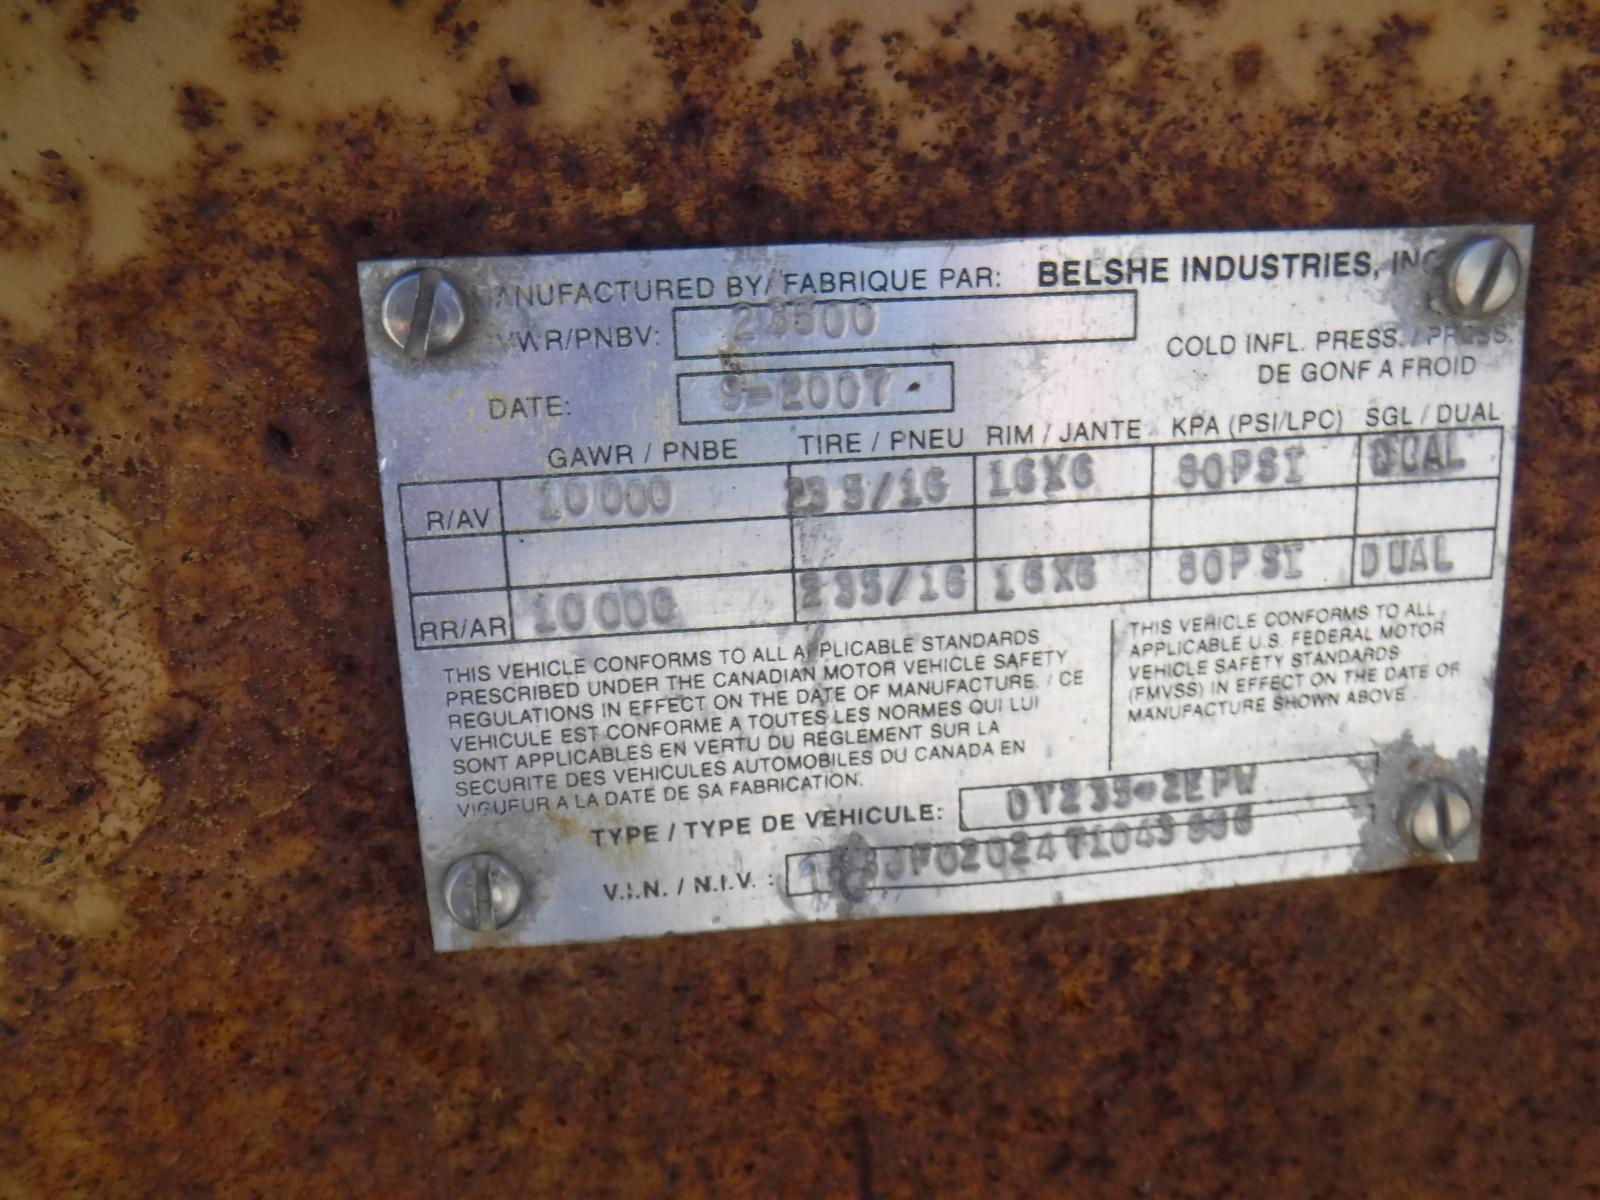 MANUFACTURED BY/ FABRIQUE PAR: BELSHE INDUSTRIES, INC
WR/PNBV: 23500
COLD INFL. PRESS. / PRESS.
DE GONF A FROID
DATE: 9-2007
GAWR / PNBE TIRE / PNEU RIM / JANTE KPA (PSI/LPC) SGL / DUAL
R/AV 10000 235/16 16X6 80PSI DUAL
RR/AR 10000 235/16 16X6 80PSI DUAL
THIS VEHICLE CONFORMS TO ALL APPLICABLE STANDARDS
PRESCRIBED UNDER THE CANADIAN MOTOR VEHICLE SAFETY
REGULATIONS IN EFFECT ON THE DATE OF MANUFACTURE. / CE
VEHICULE EST CONFORME A TOUTES LES NORMES QUI LUI
SONT APPLICABLES EN VERTU DU REGLEMENT SUR LA
SECURITE DES VEHICULES AUTOMOBILES DU CANADA EN
VIGUEUR A LA DATE DE SA FABRICATION.
THIS VEHICLE CONFORMS TO ALL
APPLICABLE U.S. FEDERAL MOTOR
VEHICLE SAFETY STANDARDS
(FMVSS) IN EFFECT ON THE DATE OF
MANUFACTURE SHOWN ABOVE
TYPE / TYPE DE VEHICULE: DT235-2EPW
V.I.N. / N.I.V. :